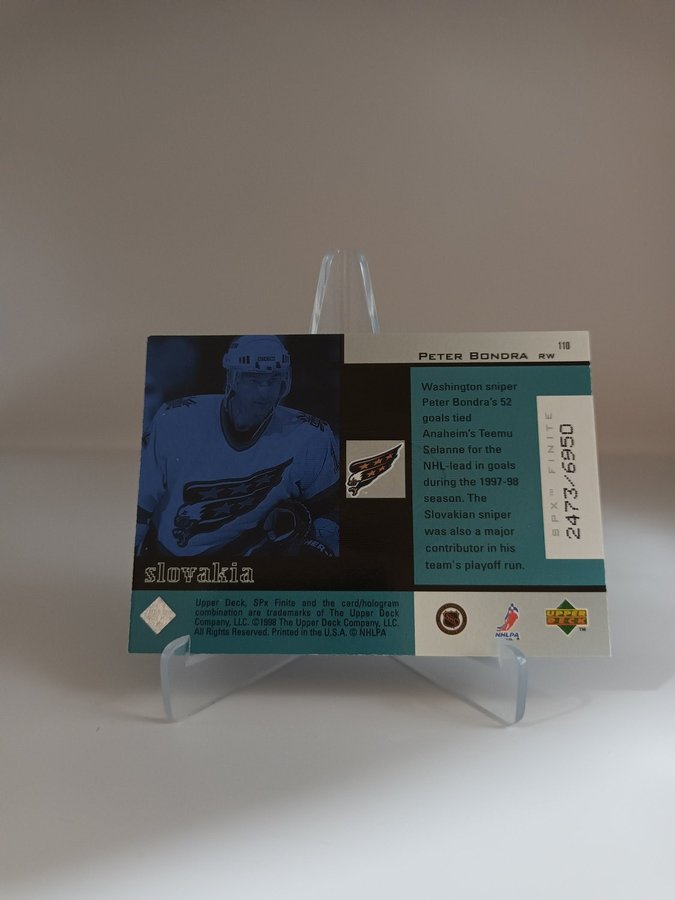 110
PETER BONDRA RW
Washington sniper
Peter Bondra's 52
goals tied
Anaheim's Teemu
Selanne for the
NHL-lead in goals
during the 1997-98
season. The
Slovakian sniper
was also a major
contributor in his
team's playoff run.
SPX™ FINITE
2473/6950
slovakia
Upper Deck, SPx Finite and the card/hologram
combination are trademarks of The Upper Deck
Company, LLC. ©1998 The Upper Deck Company, LLC.
All Rights Reserved. Printed in the U.S.A. © NHLPA
NHLPA
UPPER
DECK
™